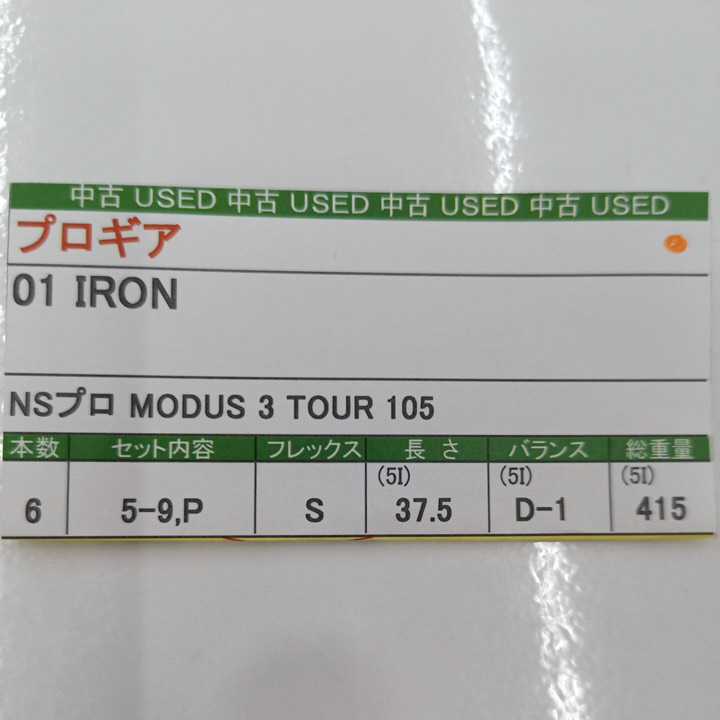 中古 USED 中古 USED 中古 USED 中古 USED
プロギア
01 IRON
NSプロ MODUS 3 TOUR 105
本数 セット内容 フレックス 長さ バランス 総重量
(5I) (5I) (5I)
6 5-9,P S 37.5 D-1 415